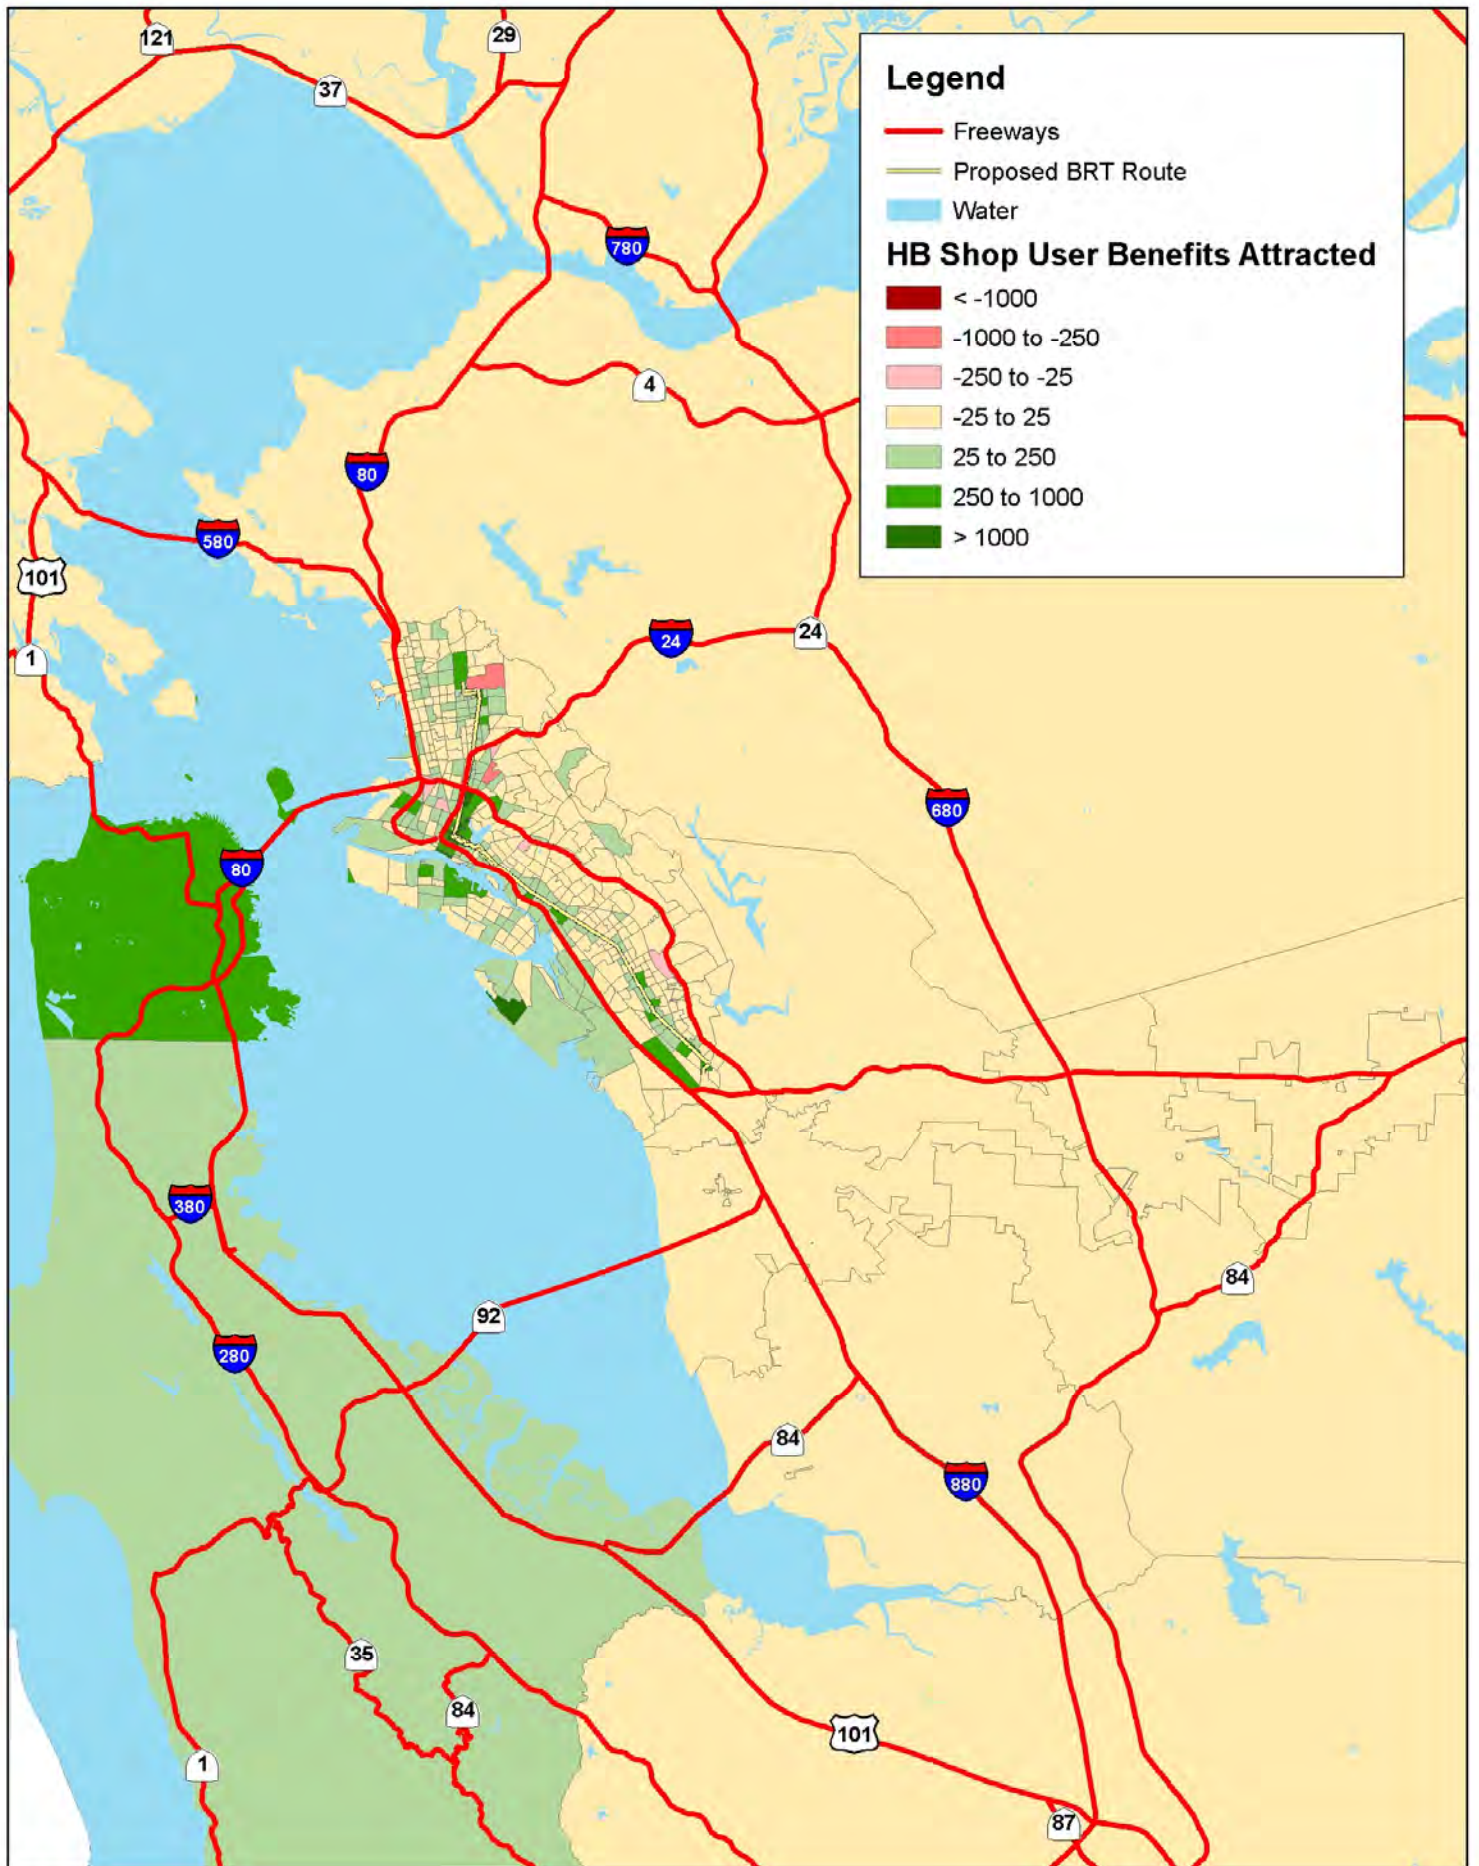 121
29
37
Legend
Freeways
Proposed BRT Route
Water
780
HB Shop User Benefits Attracted
< -1000
-1000 to -250
-250 to -25
-25 to 25
25 to 250
250 to 1000
> 1000
4
80
580
101
24
24
1
680
80
380
84
92
280
84
880
35
84
101
1
87